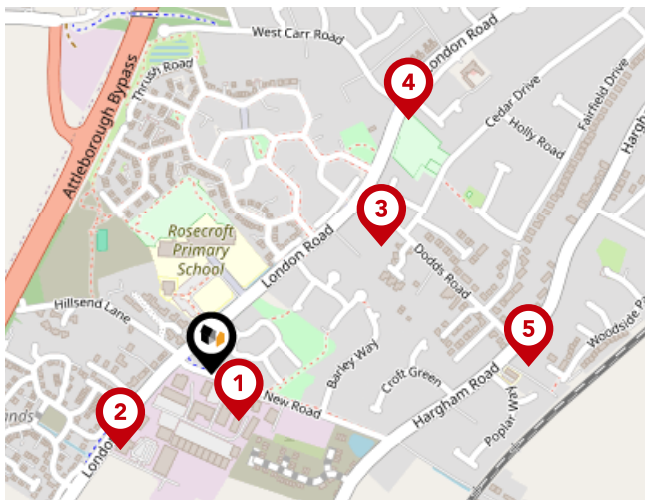 West Carr Road
London Road
4
Thrush Road
Attleborough Bypass
Cedar Drive
Fairfield Drive
Holly Road
3
Rosecroft
Primary
School
London Road
Dodds Road
Hillsend Lane
5
Woodside
Barley Way
1
Croft Green
2
New Road
Hargham Road
Poplar Way